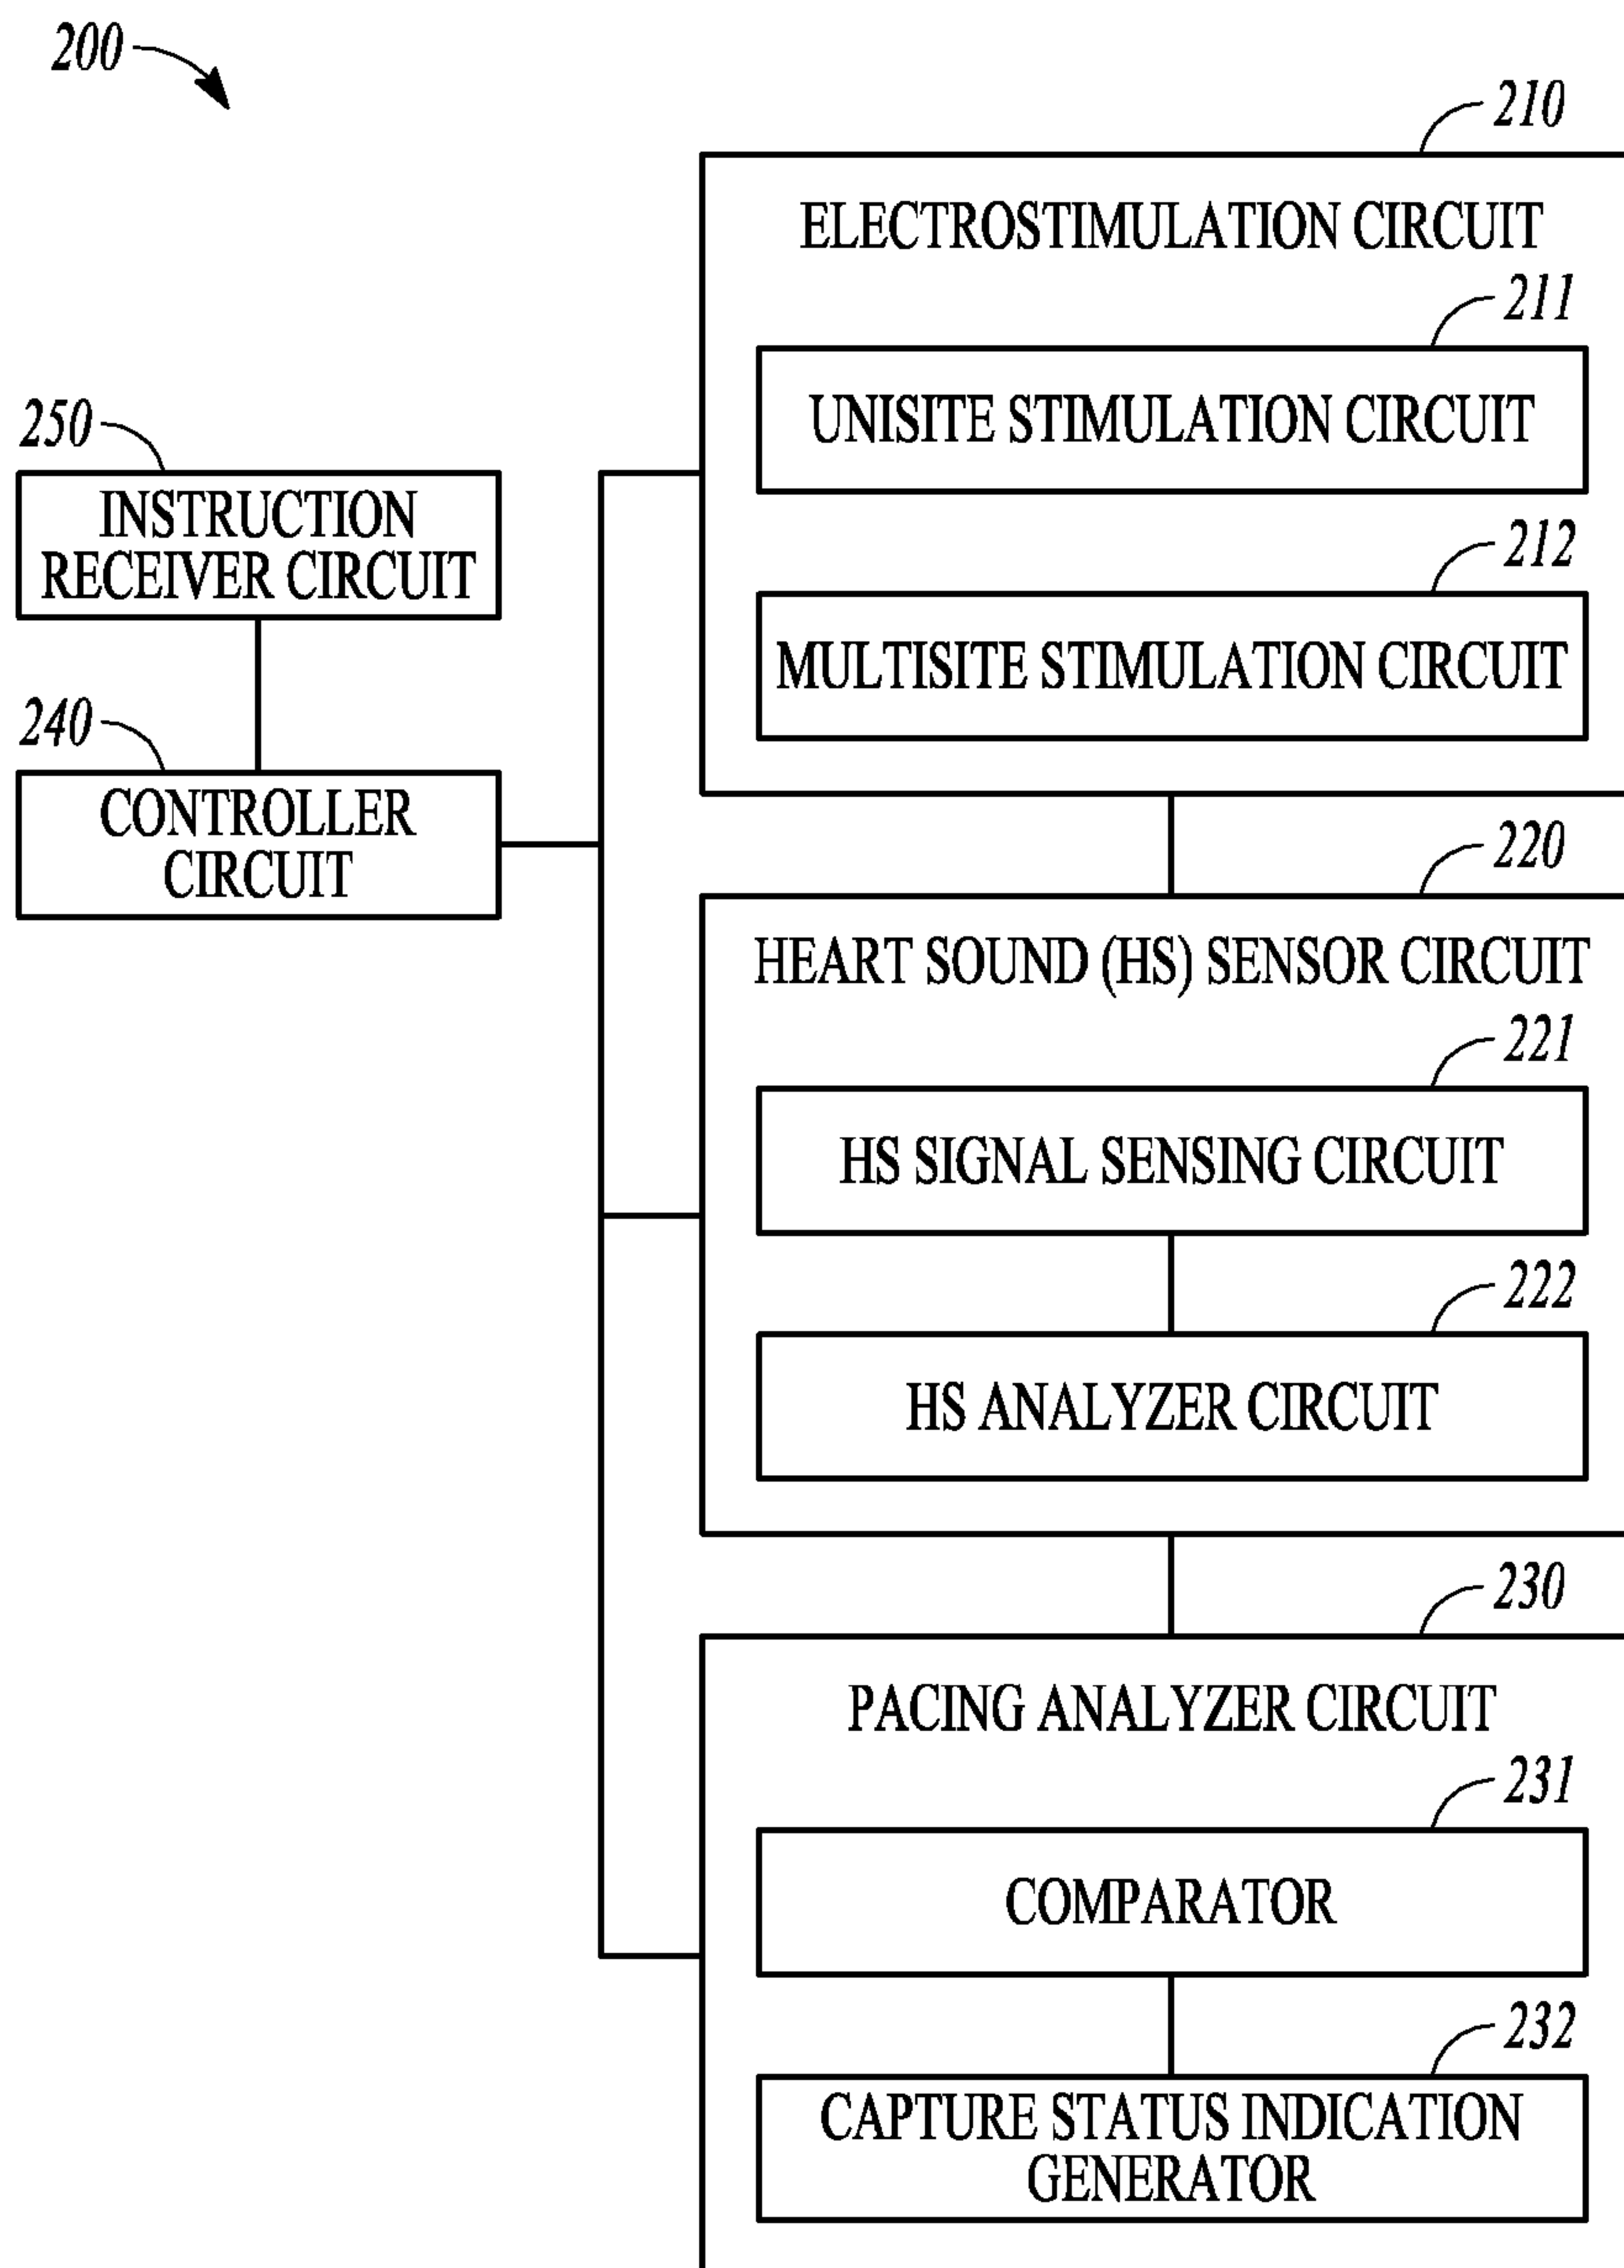 200
210
ELECTROSTIMULATION CIRCUIT
211
UNISITE STIMULATION CIRCUIT
212
MULTISITE STIMULATION CIRCUIT
250
INSTRUCTION
RECEIVER CIRCUIT
240
CONTROLLER
CIRCUIT
220
HEART SOUND (HS) SENSOR CIRCUIT
221
HS SIGNAL SENSING CIRCUIT
222
HS ANALYZER CIRCUIT
230
PACING ANALYZER CIRCUIT
231
COMPARATOR
232
CAPTURE STATUS INDICATION
GENERATOR